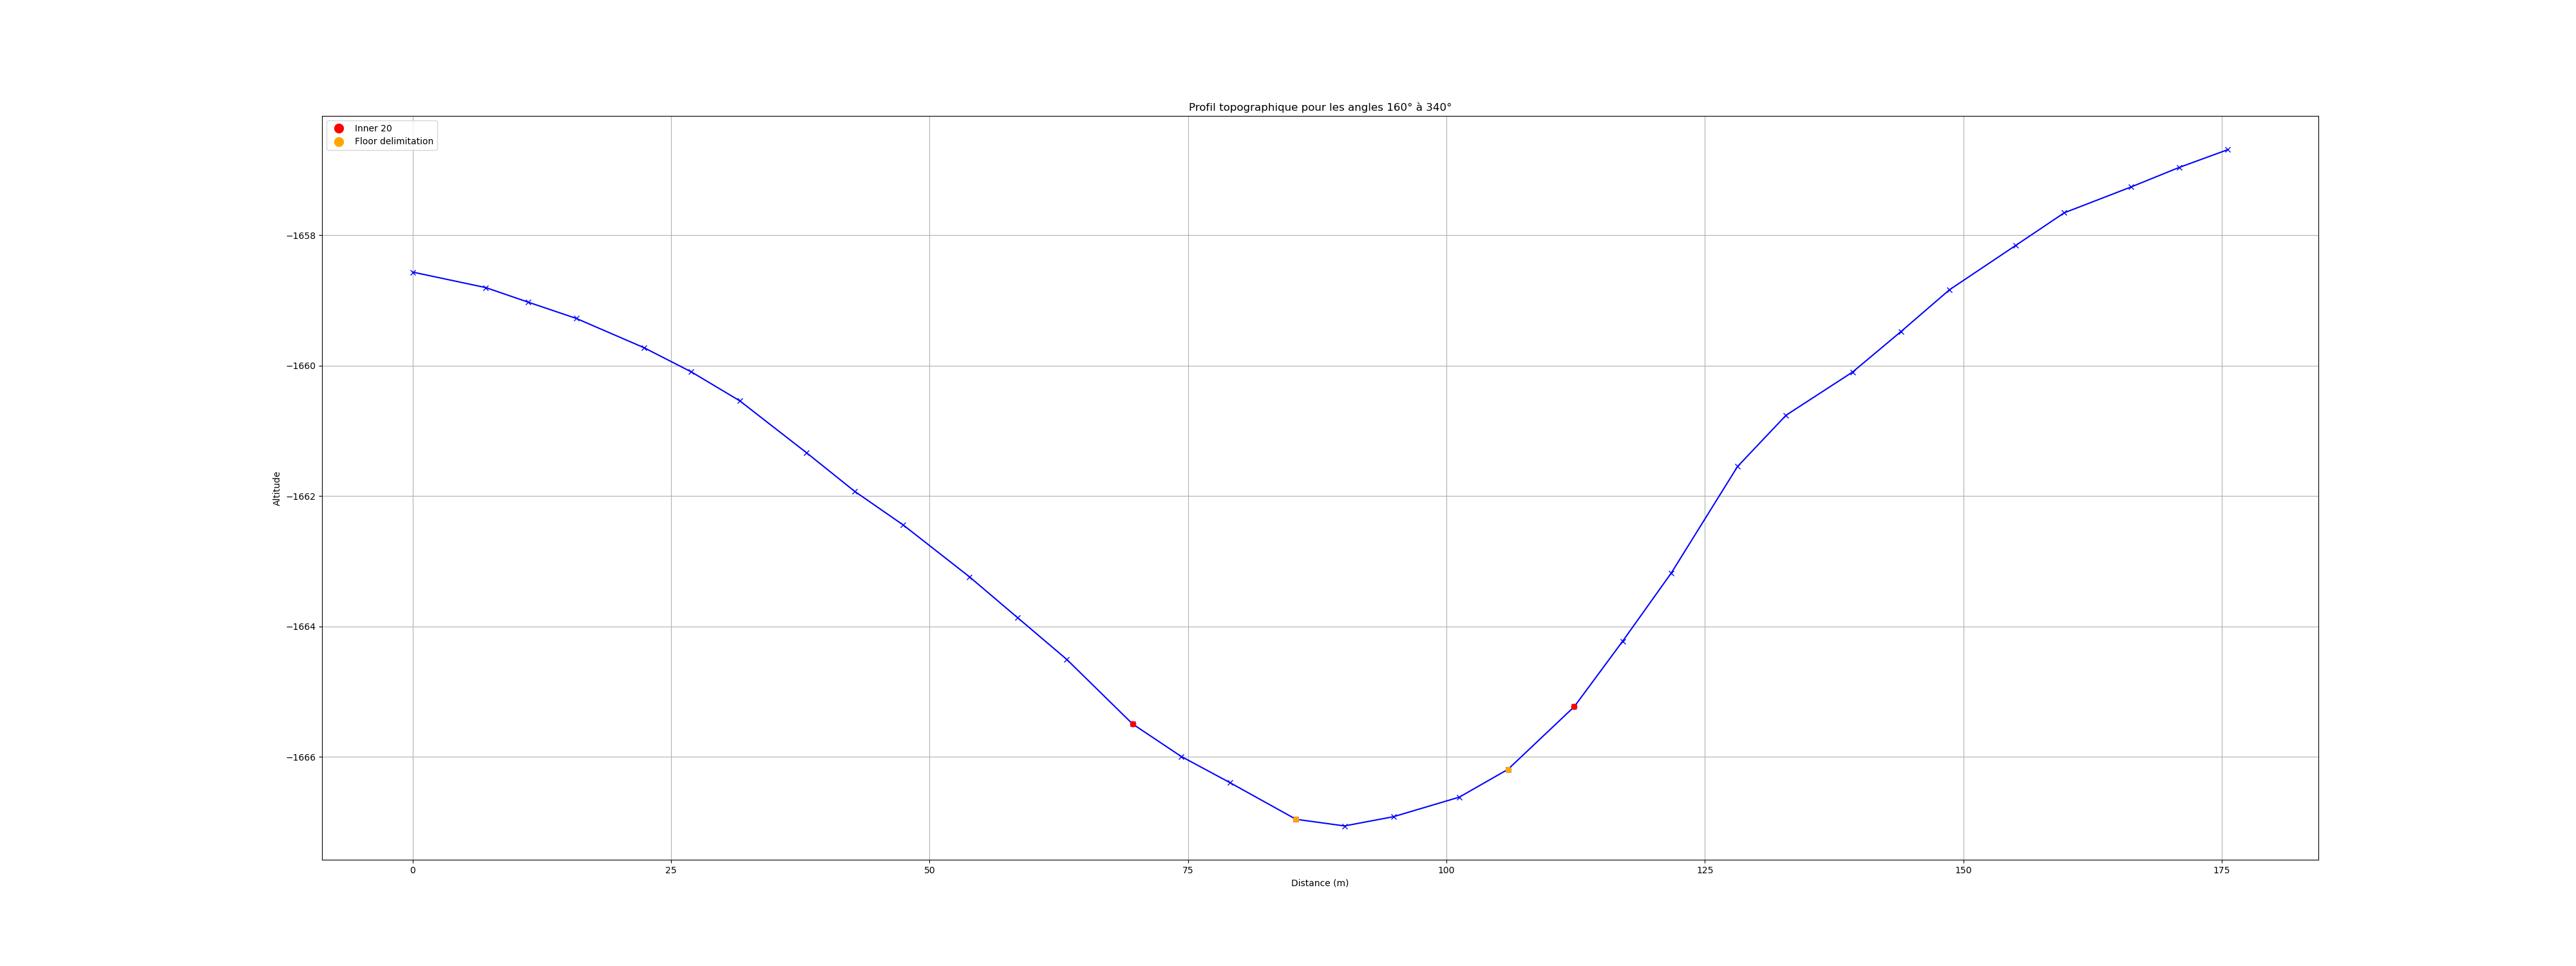 Profil topographique pour les angles 160° à 340°
Inner 20
Floor delimitation
−1658
−1660
−1662
−1664
−1666
Altitude
0 25 50 75 100 125 150 175
Distance (m)